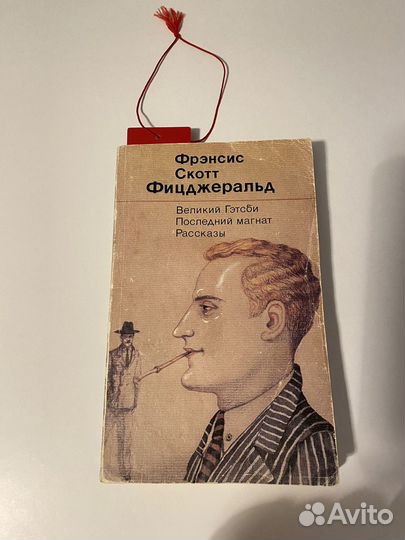 Фрэнсис
Скотт
Фицджеральд
Великий Гэтсби
Последний магнат
Рассказы
Avito